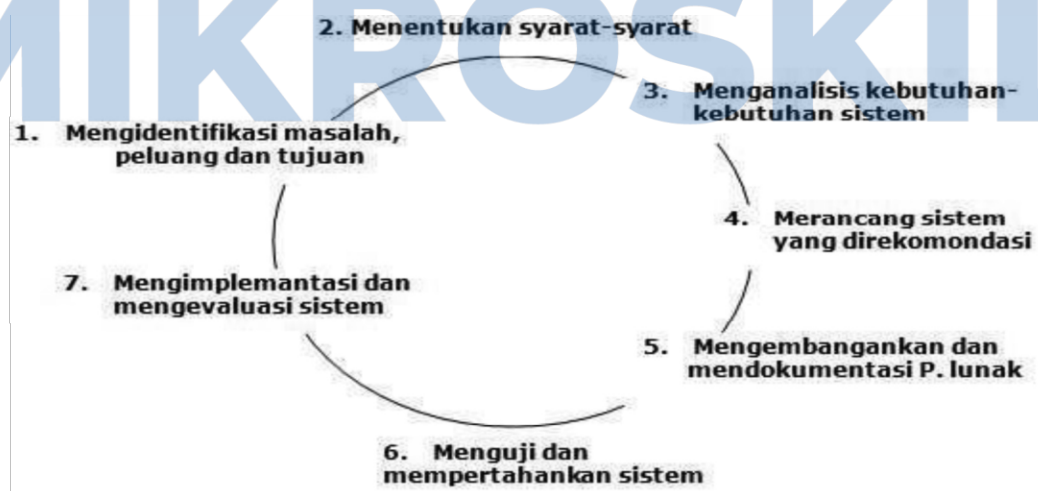 MIKROSKIL
2. Menentukan syarat-syarat
3. Menganalisis kebutuhan-
kebutuhan sistem
1. Mengidentifikasi masalah,
peluang dan tujuan
4. Merancang sistem
yang direkomondasi
7. Mengimplemantasi dan
mengevaluasi sistem
5. Mengembangankan dan
mendokumentasi P. lunak
6. Menguji dan
mempertahankan sistem